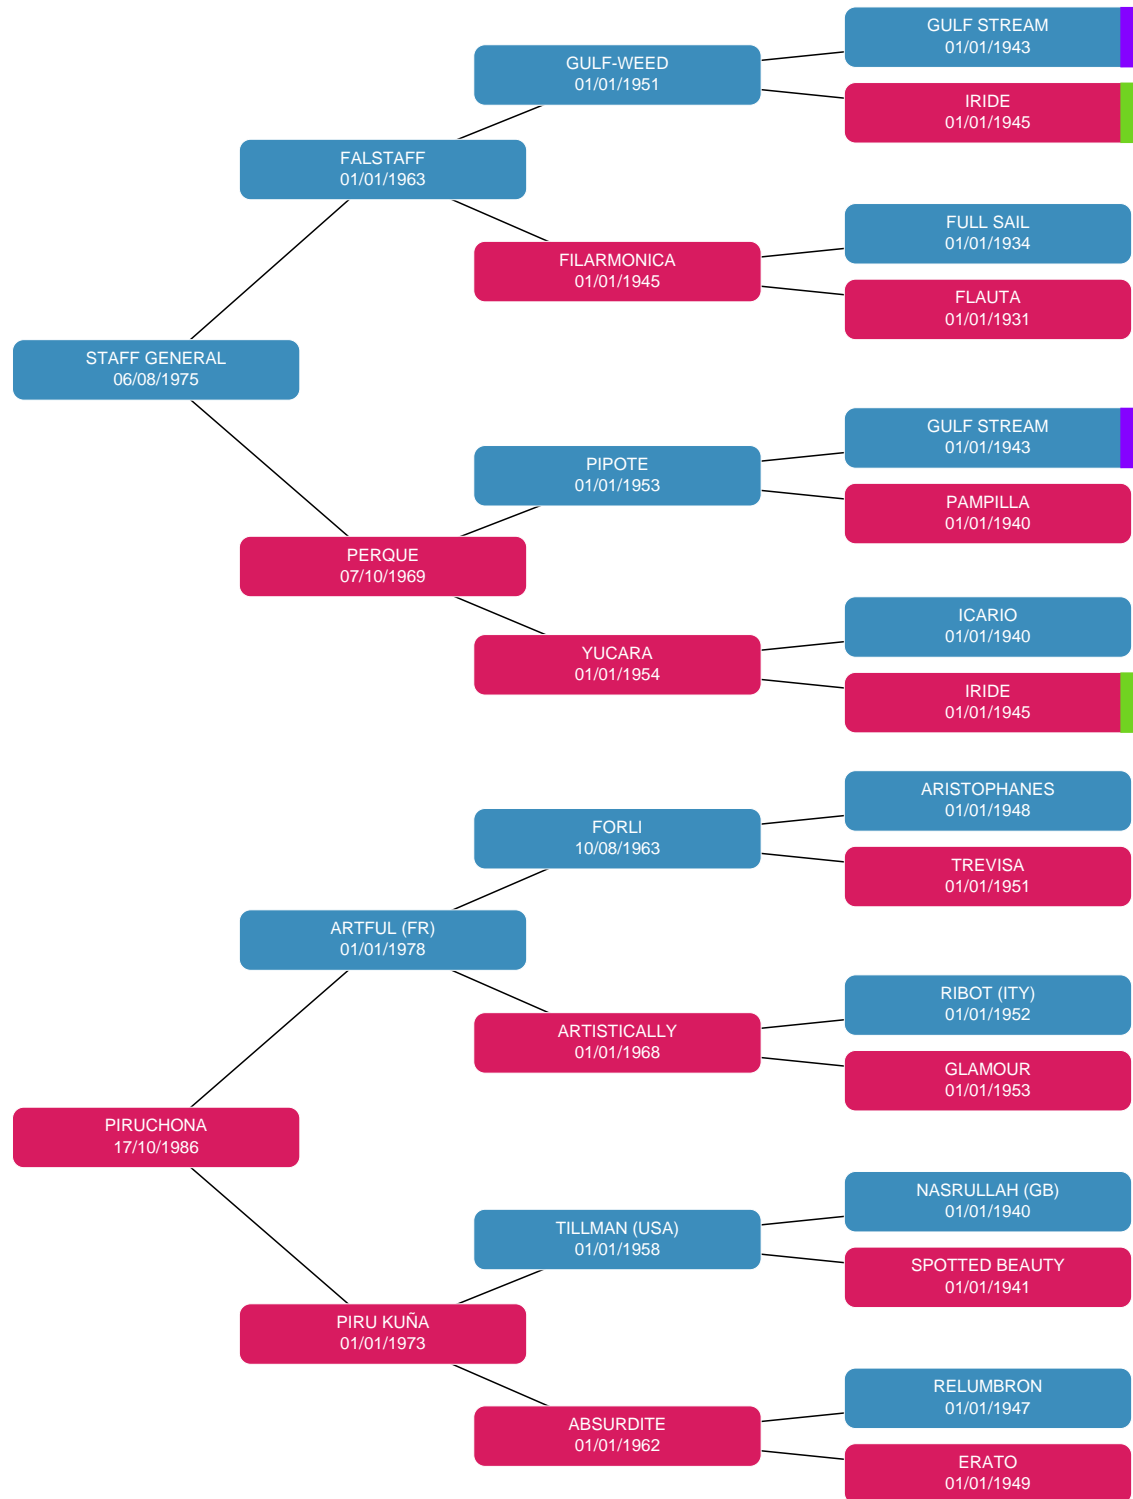 GULF STREAM
01/01/1943
GULF-WEED
01/01/1951
IRIDE
01/01/1945
FALSTAFF
01/01/1963
FULL SAIL
01/01/1934
FILARMONICA
01/01/1945
FLAUTA
01/01/1931
STAFF GENERAL
06/08/1975
GULF STREAM
01/01/1943
PIPOTE
01/01/1953
PAMPILLA
01/01/1940
PERQUE
07/10/1969
ICARIO
01/01/1940
YUCARA
01/01/1954
IRIDE
01/01/1945
ARISTOPHANES
01/01/1948
FORLI
10/08/1963
TREVISA
01/01/1951
ARTFUL (FR)
01/01/1978
RIBOT (ITY)
01/01/1952
ARTISTICALLY
01/01/1968
GLAMOUR
01/01/1953
PIRUCHONA
17/10/1986
NASRULLAH (GB)
01/01/1940
TILLMAN (USA)
01/01/1958
SPOTTED BEAUTY
01/01/1941
PIRU KUÑA
01/01/1973
RELUMBRON
01/01/1947
ABSURDITE
01/01/1962
ERATO
01/01/1949